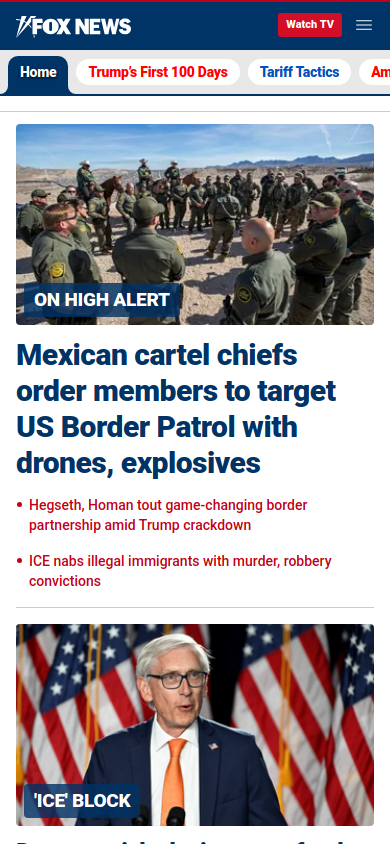 FOX NEWS
Watch TV
Home
Trump's First 100 Days
Tariff Tactics
ON HIGH ALERT
Mexican cartel chiefs
order members to target
US Border Patrol with
drones, explosives
• Hegseth, Homan tout game-changing border
partnership amid Trump crackdown
• ICE nabs illegal immigrants with murder, robbery
convictions
'ICE' BLOCK